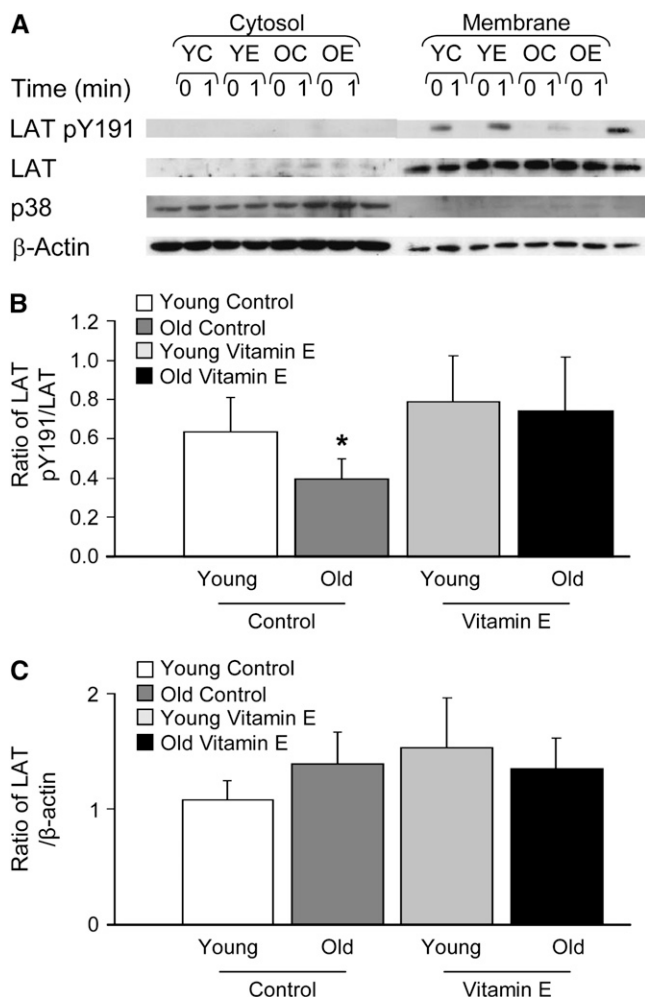 A
Cytosol Membrane
YC YE OC OE YC YE OC OE
Time (min) 0 1 0 1 0 1 0 1 0 1 0 1 0 1 0 1
LAT pY191
LAT
p38
β-Actin
B
Young Control
Old Control
Young Vitamin E
Old Vitamin E
Ratio of LAT
pY191/LAT
1.2
1.0
0.8
0.6
0.4
0.2
0.0
*
Young Old Young Old
Control Vitamin E
C
Young Control
Old Control
Young Vitamin E
Old Vitamin E
Ratio of LAT
/β-actin
2
1
0
Young Old Young Old
Control Vitamin E